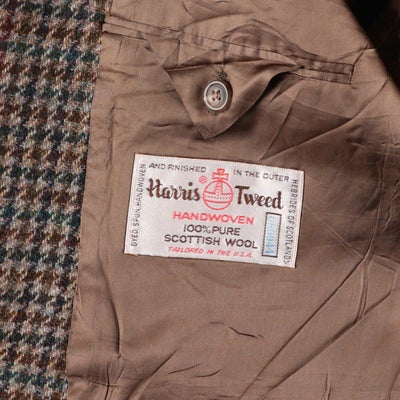 DYED, SPUN, HANDWOVEN
AND FINISHED IN THE OUTER
HEBRIDES OF SCOTLAND
Harris ® Tweed
HANDWOVEN
100% PURE
SCOTTISH WOOL
TAILORED IN THE U.S.A.